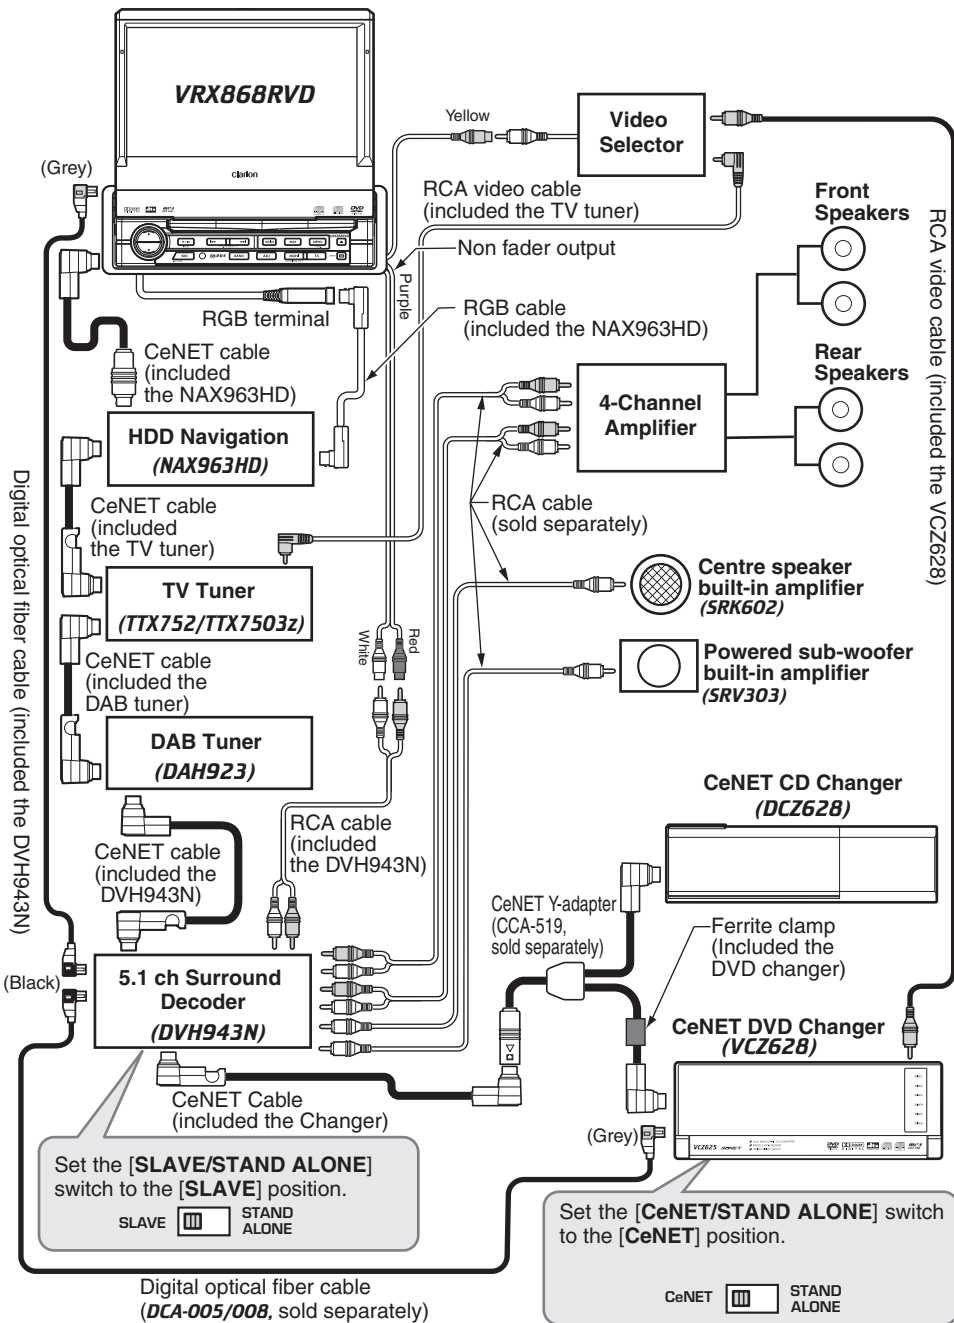 VRX868RVD
clarion
(Grey)
Yellow
Video
Selector
RCA video cable
(included the TV tuner)
Non fader output
Purple
RGB terminal
RGB cable
(included the NAX963HD)
CeNET cable
(included
the NAX963HD)
Front
Speakers
Rear
Speakers
RCA video cable (included the VCZ628)
4-Channel
Amplifier
HDD Navigation
(NAX963HD)
CeNET cable
(included
the TV tuner)
RCA cable
(sold separately)
Digital optical fiber cable (included the DVH943N)
TV Tuner
(TTX752/TTX7503z)
Centre speaker
built-in amplifier
(SRK602)
White
Red
CeNET cable
(included the
DAB tuner)
Powered sub-woofer
built-in amplifier
(SRV303)
DAB Tuner
(DAH923)
CeNET CD Changer
(DCZ628)
CeNET cable
(included the
DVH943N)
RCA cable
(included
the DVH943N)
CeNET Y-adapter
(CCA-519,
sold separately)
Ferrite clamp
(Included the
DVD changer)
(Black)
5.1 ch Surround
Decoder
(DVH943N)
CeNET DVD Changer
(VCZ628)
CeNET Cable
(included the Changer)
(Grey)
VCZ625
Set the [SLAVE/STAND ALONE]
switch to the [SLAVE] position.
SLAVE
STAND
ALONE
Set the [CeNET/STAND ALONE] switch
to the [CeNET] position.
CeNET
STAND
ALONE
Digital optical fiber cable
(DCA-005/008, sold separately)